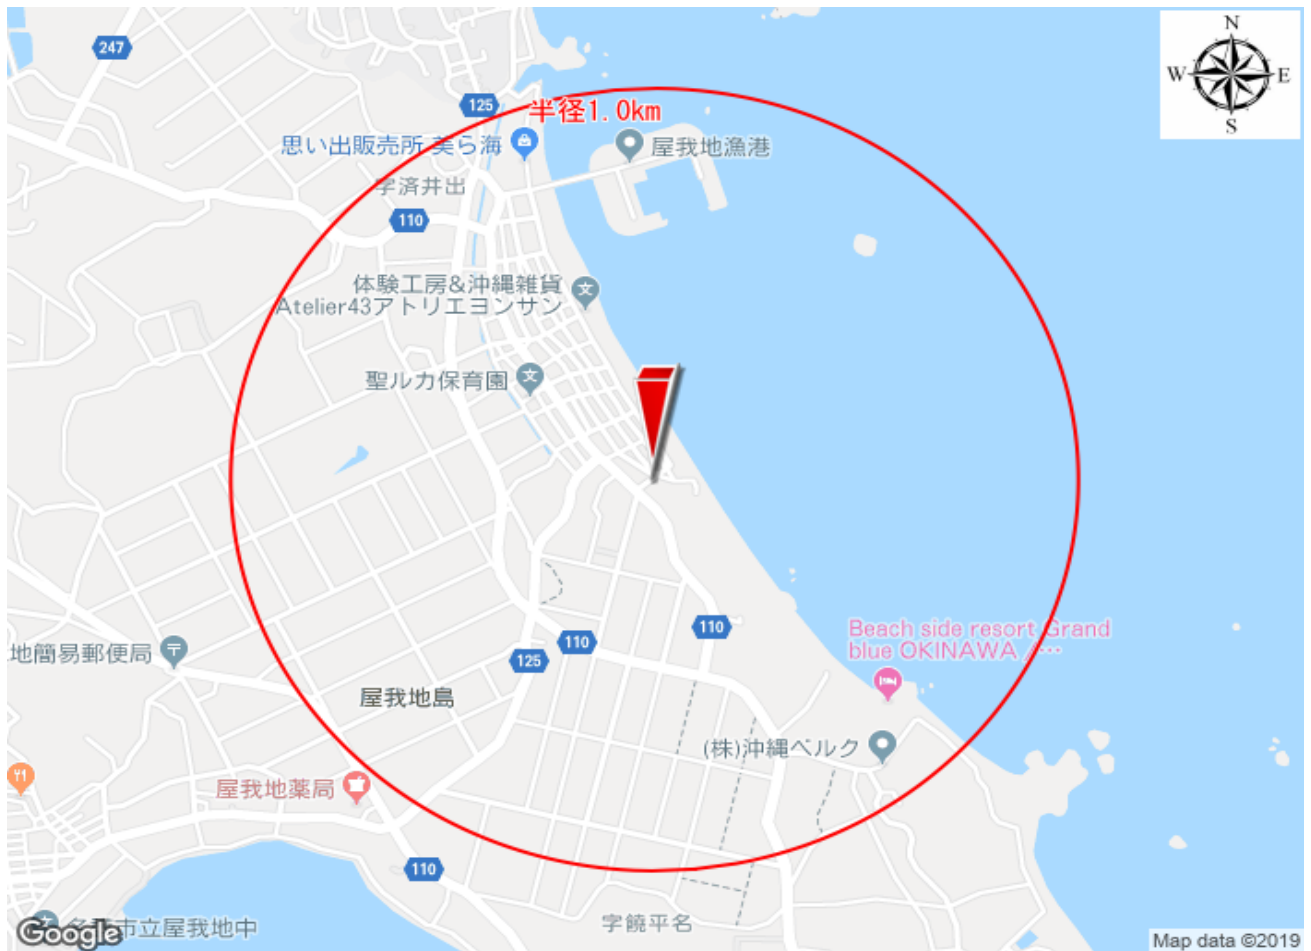 N
W
E
S
247
125
半径1.0km
思い出販売所 美ら海
屋我地漁港
字済井出
110
体験工房&沖縄雑貨
Atelier43アトリエヨンサン
聖ルカ保育園
110
Beach side resort Grand
blue OKINAWA /…
110
地簡易郵便局
125
屋我地島
(株)沖縄ベルク
屋我地薬局
110
字饒平名
市立屋我地中
Google
Map data ©2019